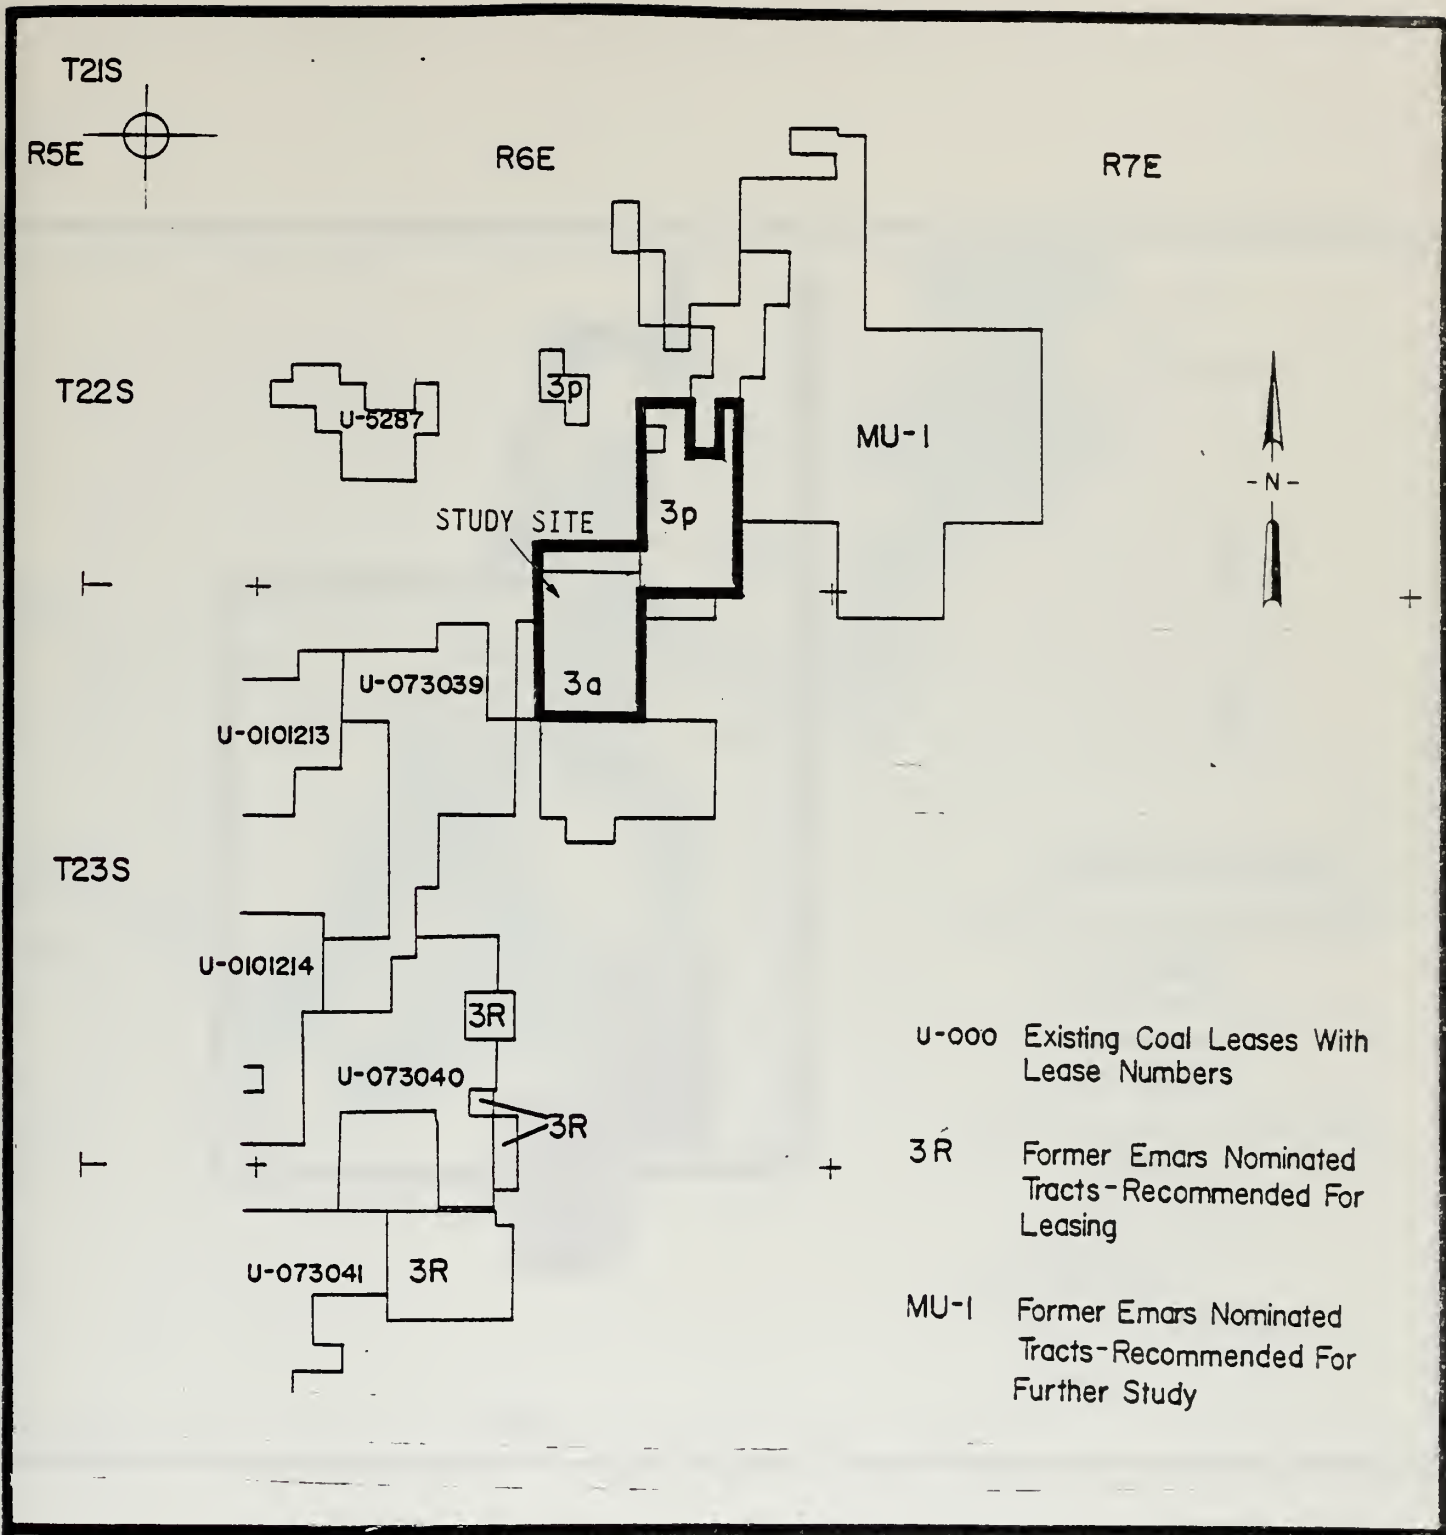 T21S
R5E
R6E
R7E
T22S
3p
U-5287
MU-1
- N -
3p
STUDY SITE
3a
U-073039
U-0101213
T23S
U-0101214
3R
U-073040
3R
U-073041
3R
U-000 Existing Coal Leases With
Lease Numbers
3R Former Emars Nominated
Tracts-Recommended For
Leasing
MU-1 Former Emars Nominated
Tracts-Recommended For
Further Study